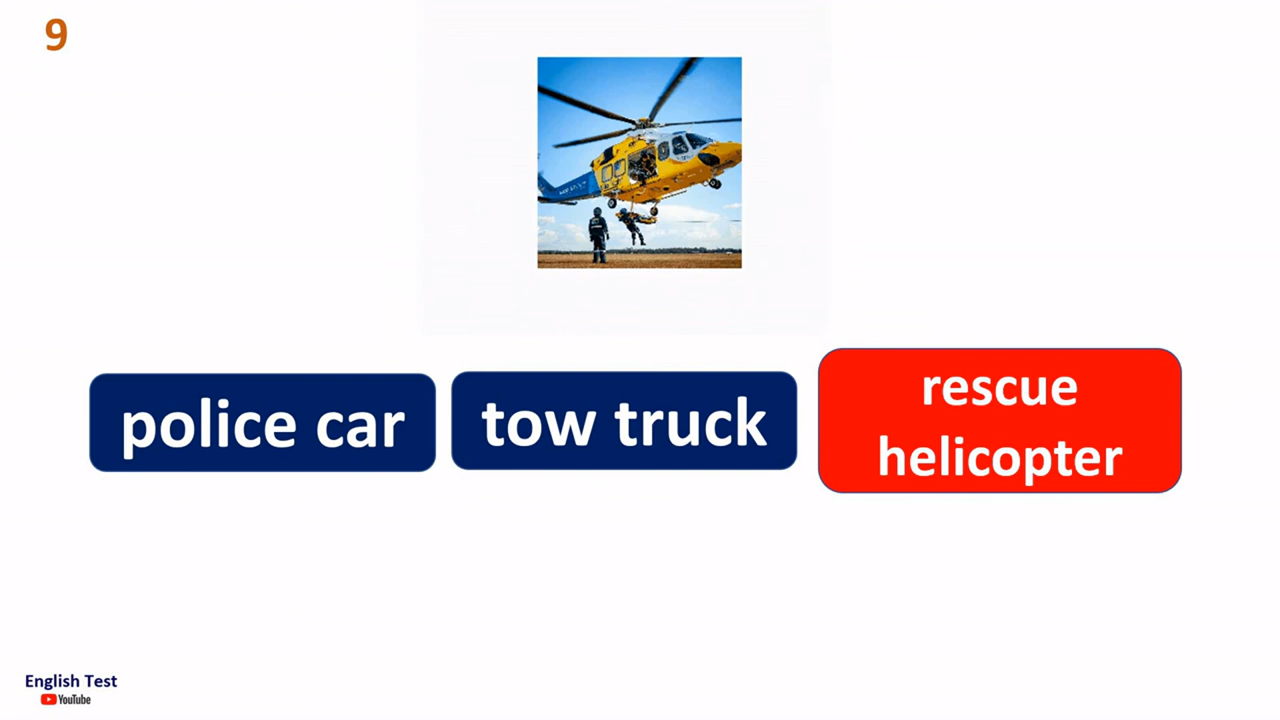 9
police car
tow truck
rescue
helicopter
English Test
YouTube